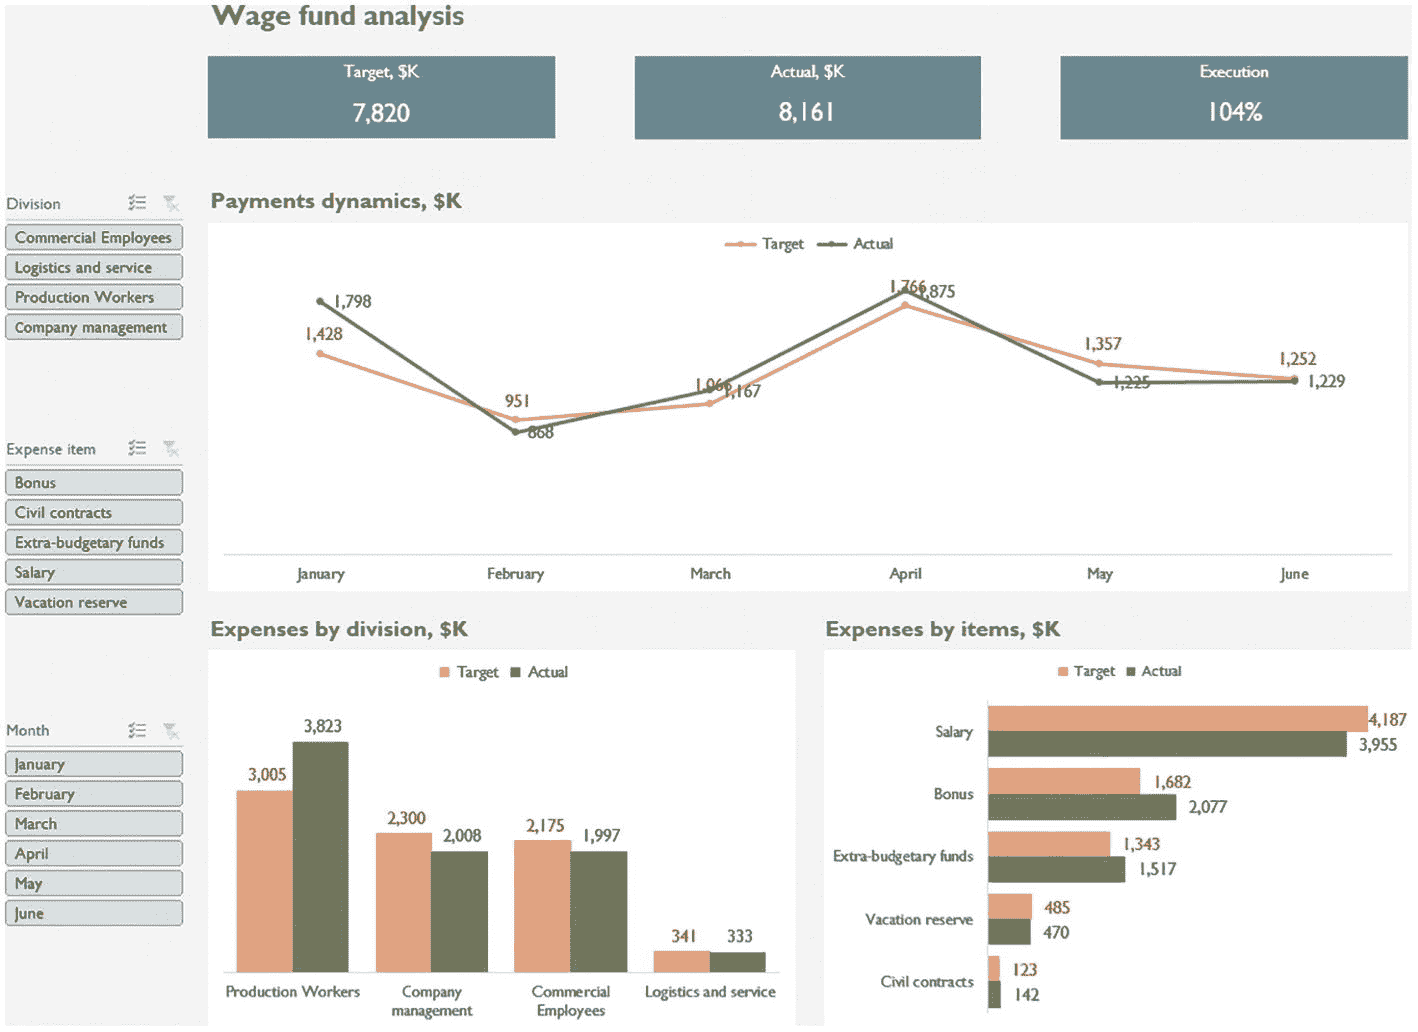 Wage fund analysis
Target, $K
7,820
Actual, $K
8,161
Execution
104%
Division
Commercial Employees
Logistics and service
Production Workers
Company management
Expense item
Bonus
Civil contracts
Extra-budgetary funds
Salary
Vacation reserve
Month
January
February
March
April
May
June
Payments dynamics, $K
Target Actual
1,798
1,428
951
868
1,066
1,167
1,766
1,875
1,357
1,225
1,252
1,229
January February March April May June
Expenses by division, $K
Target Actual
3,005
3,823
2,300
2,008
2,175
1,997
341
333
Production Workers
Company
management
Commercial
Employees
Logistics and service
Expenses by items, $K
Target Actual
Salary
4,187
3,955
Bonus
1,682
2,077
Extra-budgetary funds
1,343
1,517
Vacation reserve
485
470
Civil contracts
123
142